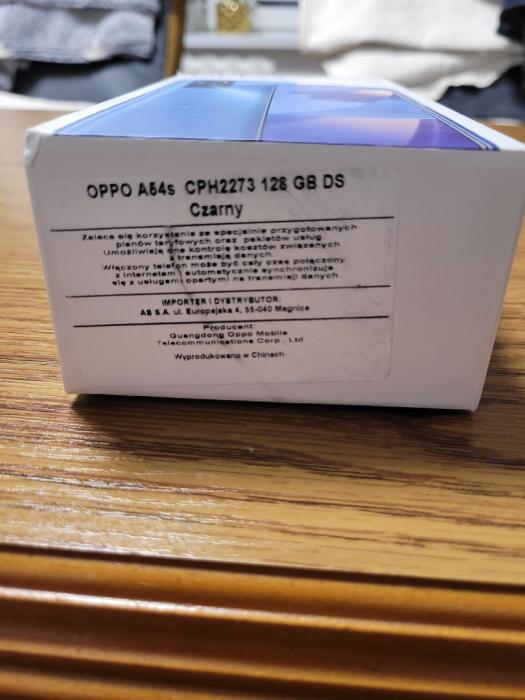 OPPO A54s CPH2273 128 GB DS
Czarny
Zaleca się korzystanie ze specjalnie przygotowanych
planów taryfowych oraz pakietów usług.
Umożliwiają one kontrolę kosztów związanych
z transmisją danych.
Włączony telefon może być cały czas połączony
z internetem i automatycznie synchronizuje
się z usługami opartymi na transmisji danych.
IMPORTER I DYSTRYBUTOR:
AB S.A. ul. Europejska 4, 55-040 Magnice
Producent:
Guangdong Oppo Mobile
Telecommunications Corp., Ltd
Wyprodukowano w Chinach